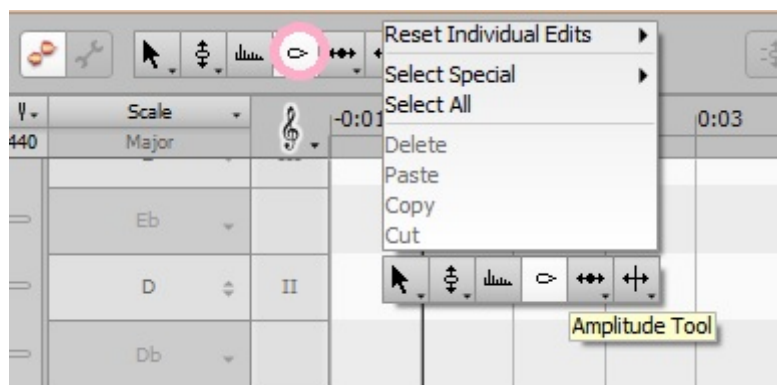 Reset Individual Edits
Select Special
Select All
Delete
Paste
Copy
Cut
Scale
-0:01
0:03
440
Major
Eb
D
II
Db
Amplitude Tool